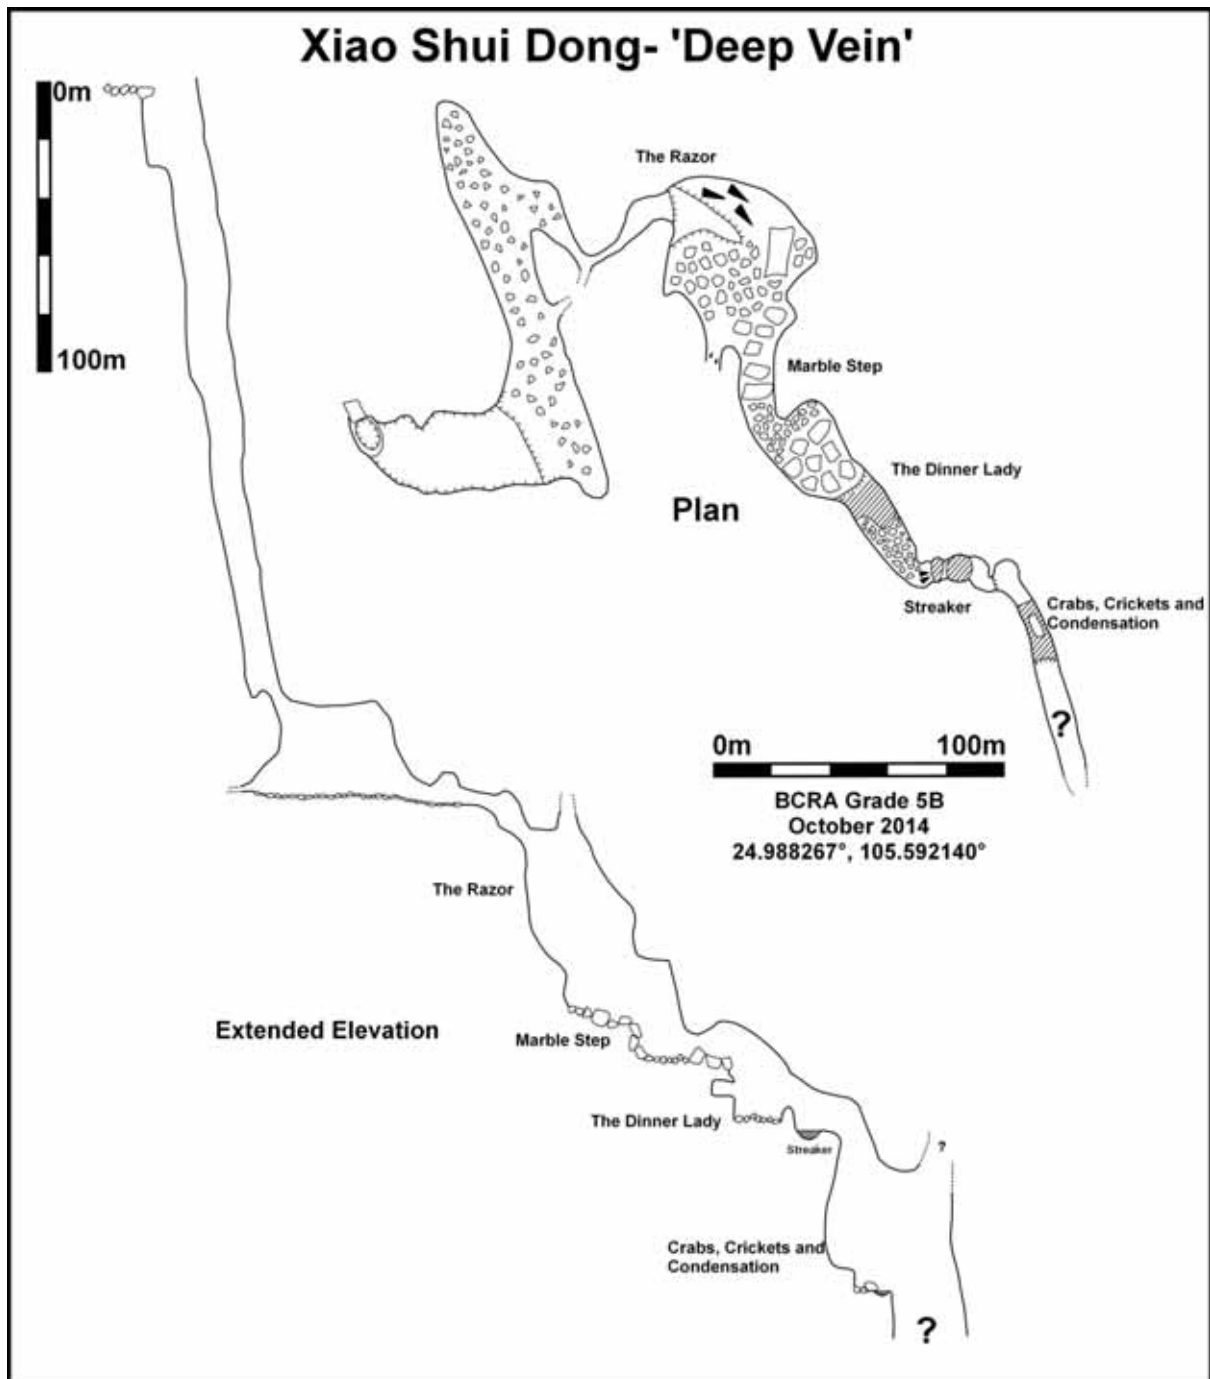 Xiao Shui Dong- 'Deep Vein'
0m
100m
The Razor
Marble Step
The Dinner Lady
Plan
Streaker
Crabs, Crickets and
Condensation
?
0m 100m
BCRA Grade 5B
October 2014
24.988267°, 105.592140°
The Razor
Extended Elevation
Marble Step
The Dinner Lady
Streaker
?
Crabs, Crickets and
Condensation
?